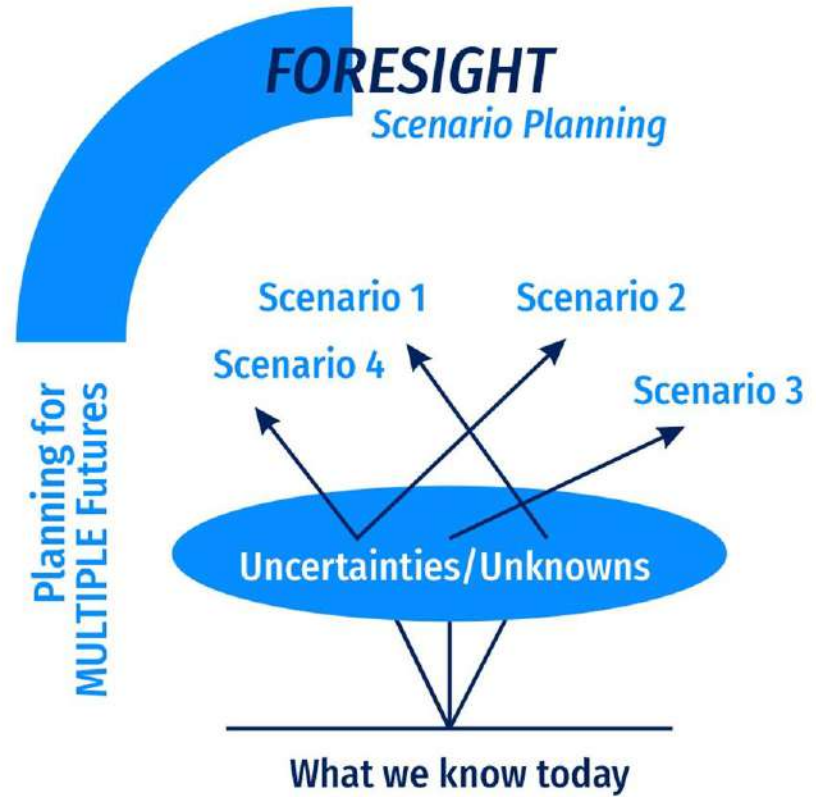 FORESIGHT
Scenario Planning
Scenario 1
Scenario 2
Scenario 4
Scenario 3
Planning for
MULTIPLE Futures
Uncertainties/Unknowns
What we know today